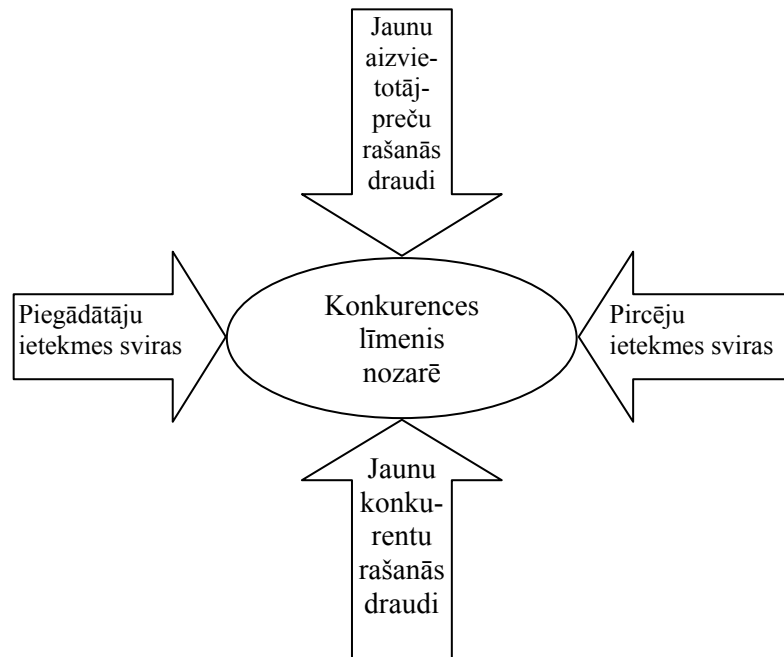 Jaunu
aizvie-
totāj-
preču
rašanās
draudi
Piegādātāju
ietekmes sviras
Konkurences
līmenis
nozarē
Pircēju
ietekmes sviras
Jaunu
konku-
rentu
rašanās
draudi